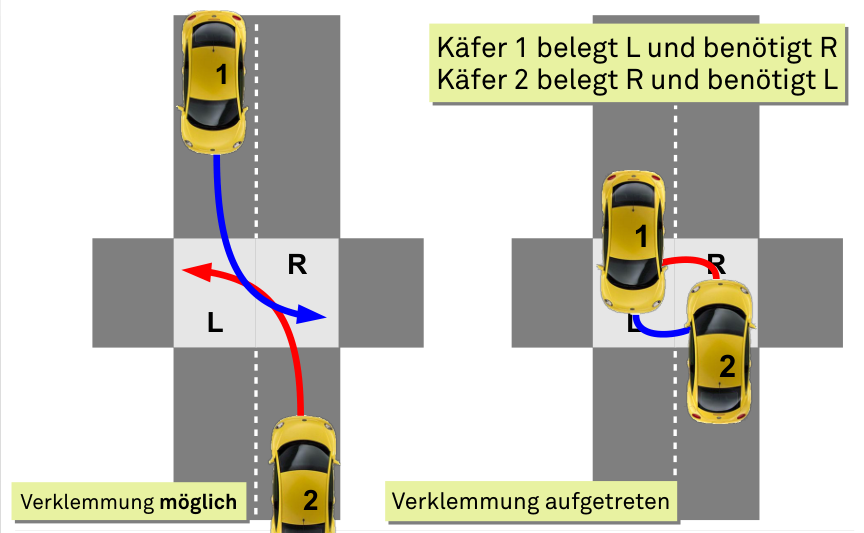 1
R
L
2
Verklemmung möglich
Käfer 1 belegt L und benötigt R
Käfer 2 belegt R und benötigt L
1
R
L
2
Verklemmung aufgetreten